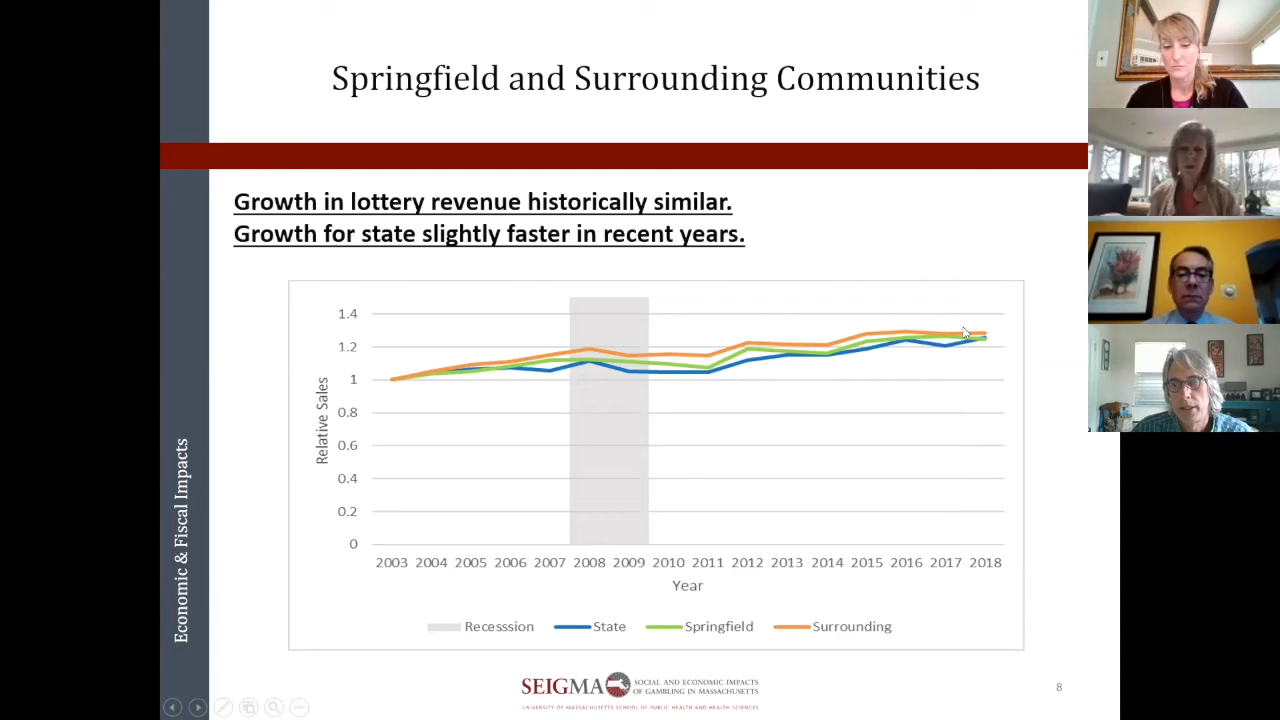 Springfield and Surrounding Communities
Growth in lottery revenue historically similar.
Growth for state slightly faster in recent years.
1.4
1.2
1
0.8
0.6
0.4
0.2
0
Relative Sales
2003 2004 2005 2006 2007 2008 2009 2010 2011 2012 2013 2014 2015 2016 2017 2018
Year
Recesssion State Springfield Surrounding
Economic & Fiscal Impacts
SEIGMA SOCIAL AND ECONOMIC IMPACTS
OF GAMBLING IN MASSACHUSETTS
UNIVERSITY OF MASSACHUSETTS SCHOOL OF PUBLIC HEALTH AND HEALTH SCIENCES
8